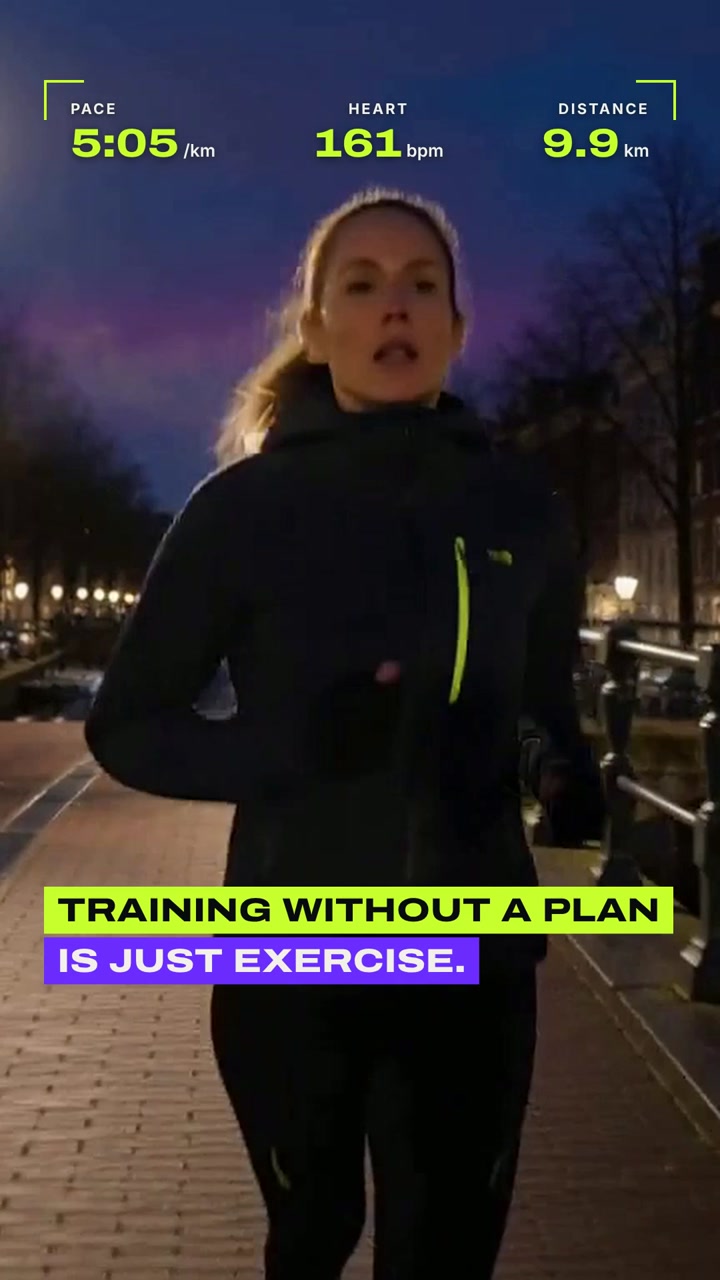 PACE HEART DISTANCE
5:05 /km 161 bpm 9.9 km
TRAINING WITHOUT A PLAN
IS JUST EXERCISE.